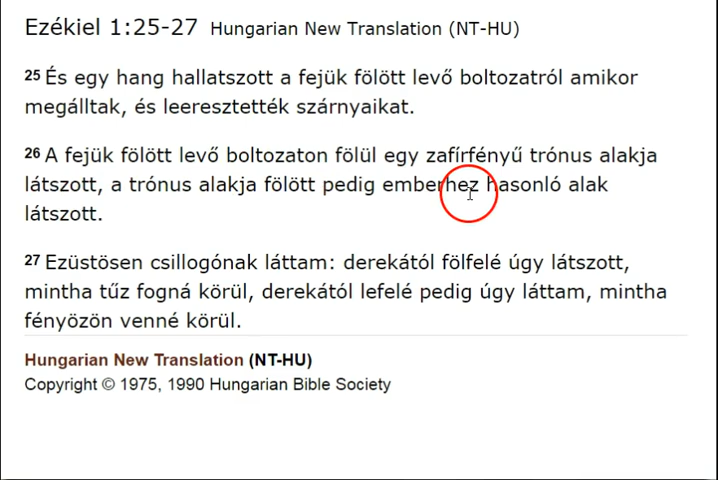 Ezékiel 1:25-27 Hungarian New Translation (NT-HU)
25 És egy hang hallatszott a fejük fölött levő boltozatról amikor
megálltak, és leeresztették szárnyaikat.
26 A fejük fölött levő boltozaton fölül egy zafírfényű trónus alakja
látszott, a trónus alakja fölött pedig emberhez hasonló alak
látszott.
27 Ezüstösen csillogónak láttam: derekától fölfelé úgy látszott,
mintha tűz fogná körül, derekától lefelé pedig úgy láttam, mintha
fényözön venné körül.
Hungarian New Translation (NT-HU)
Copyright © 1975, 1990 Hungarian Bible Society